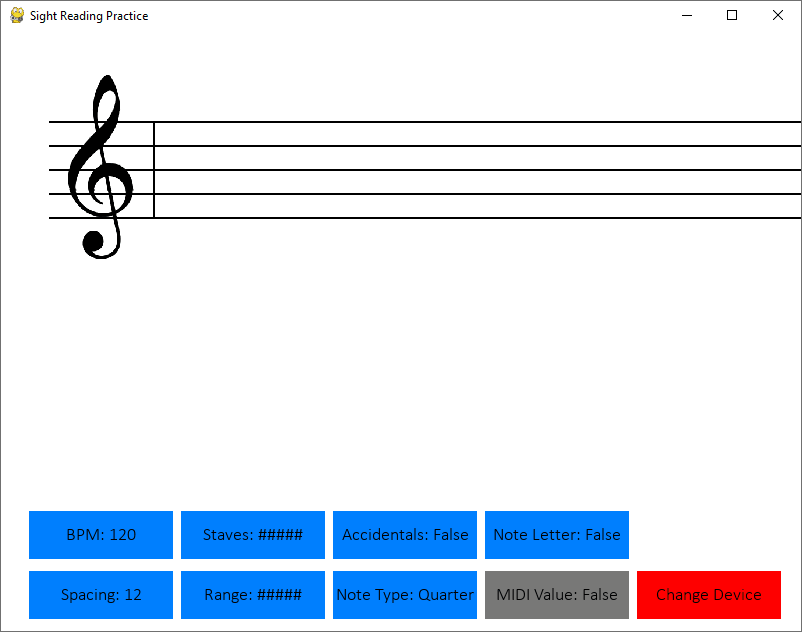 Sight Reading Practice
BPM: 120
Staves: #####
Accidentals: False
Note Letter: False
Spacing: 12
Range: #####
Note Type: Quarter
MIDI Value: False
Change Device